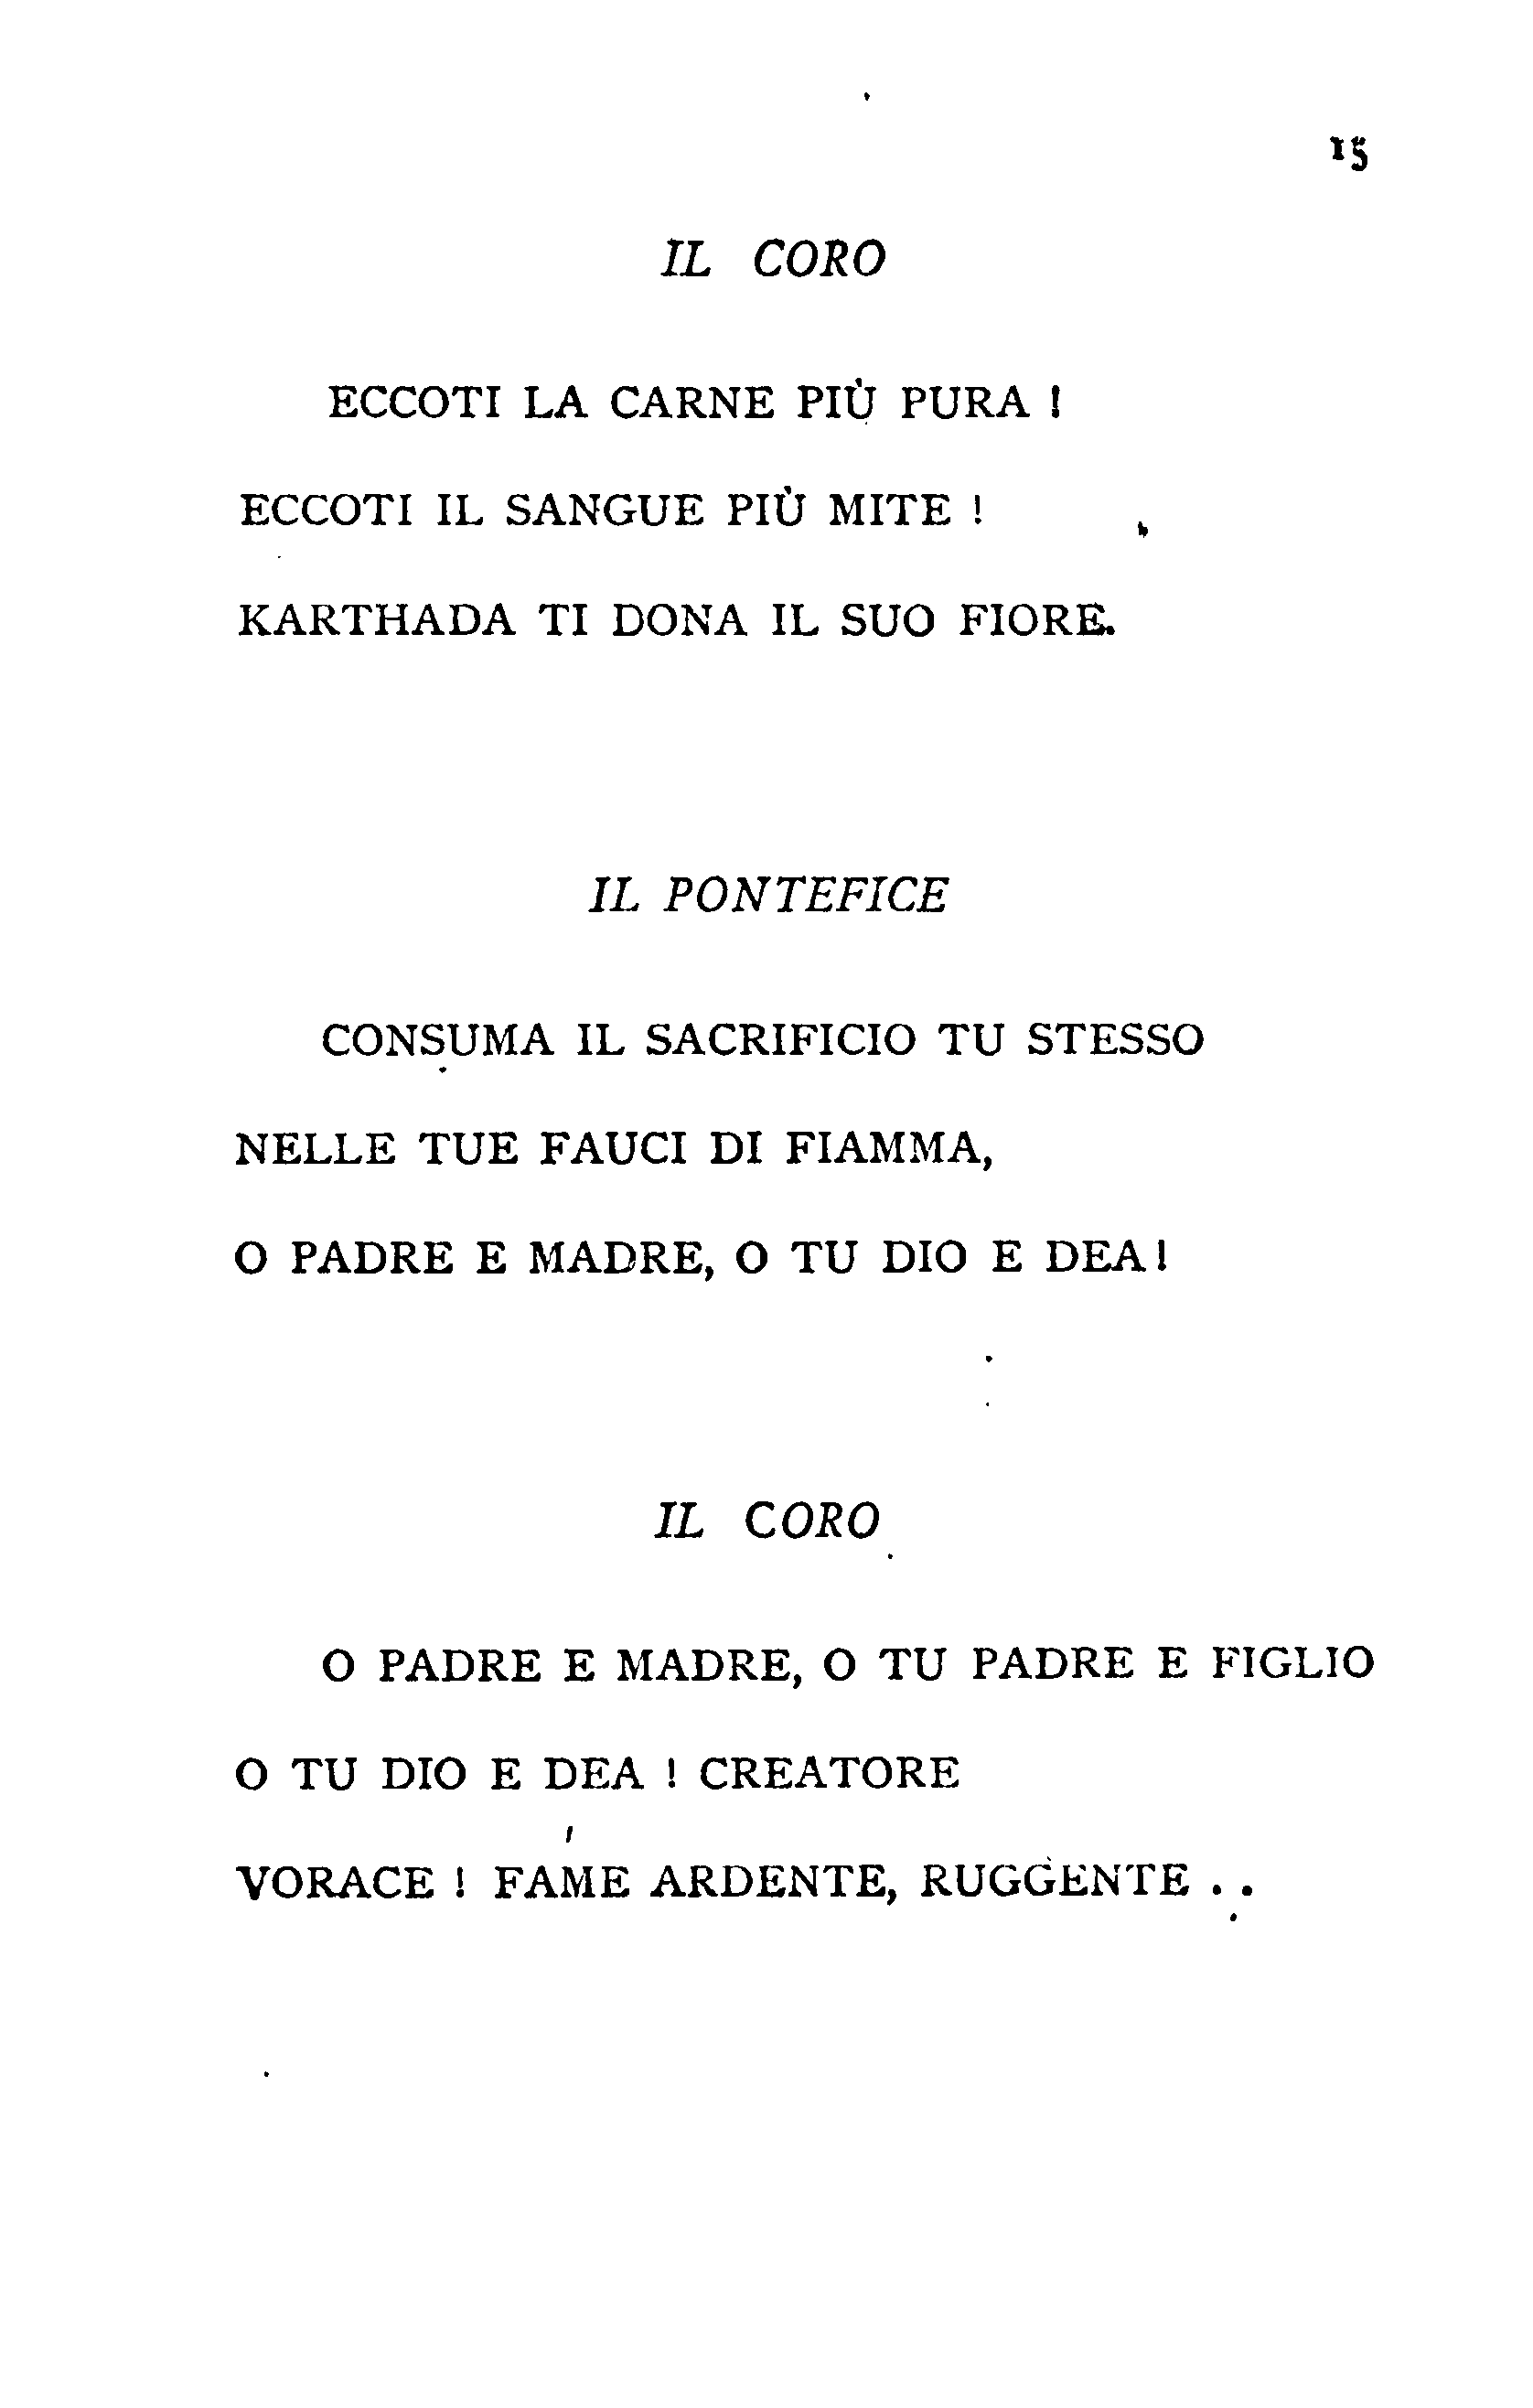 15
IL CORO
ECCOTI LA CARNE PIÙ PURA !
ECCOTI IL SANGUE PIÙ MITE !
KARTHADA TI DONA IL SUO FIORE.
IL PONTEFICE
CONSUMA IL SACRIFICIO TU STESSO
NELLE TUE FAUCI DI FIAMMA,
O PADRE E MADRE, O TU DIO E DEA!
IL CORO
O PADRE E MADRE, O TU PADRE E FIGLIO
O TU DIO E DEA ! CREATORE
VORACE ! FAME ARDENTE, RUGGENTE . .